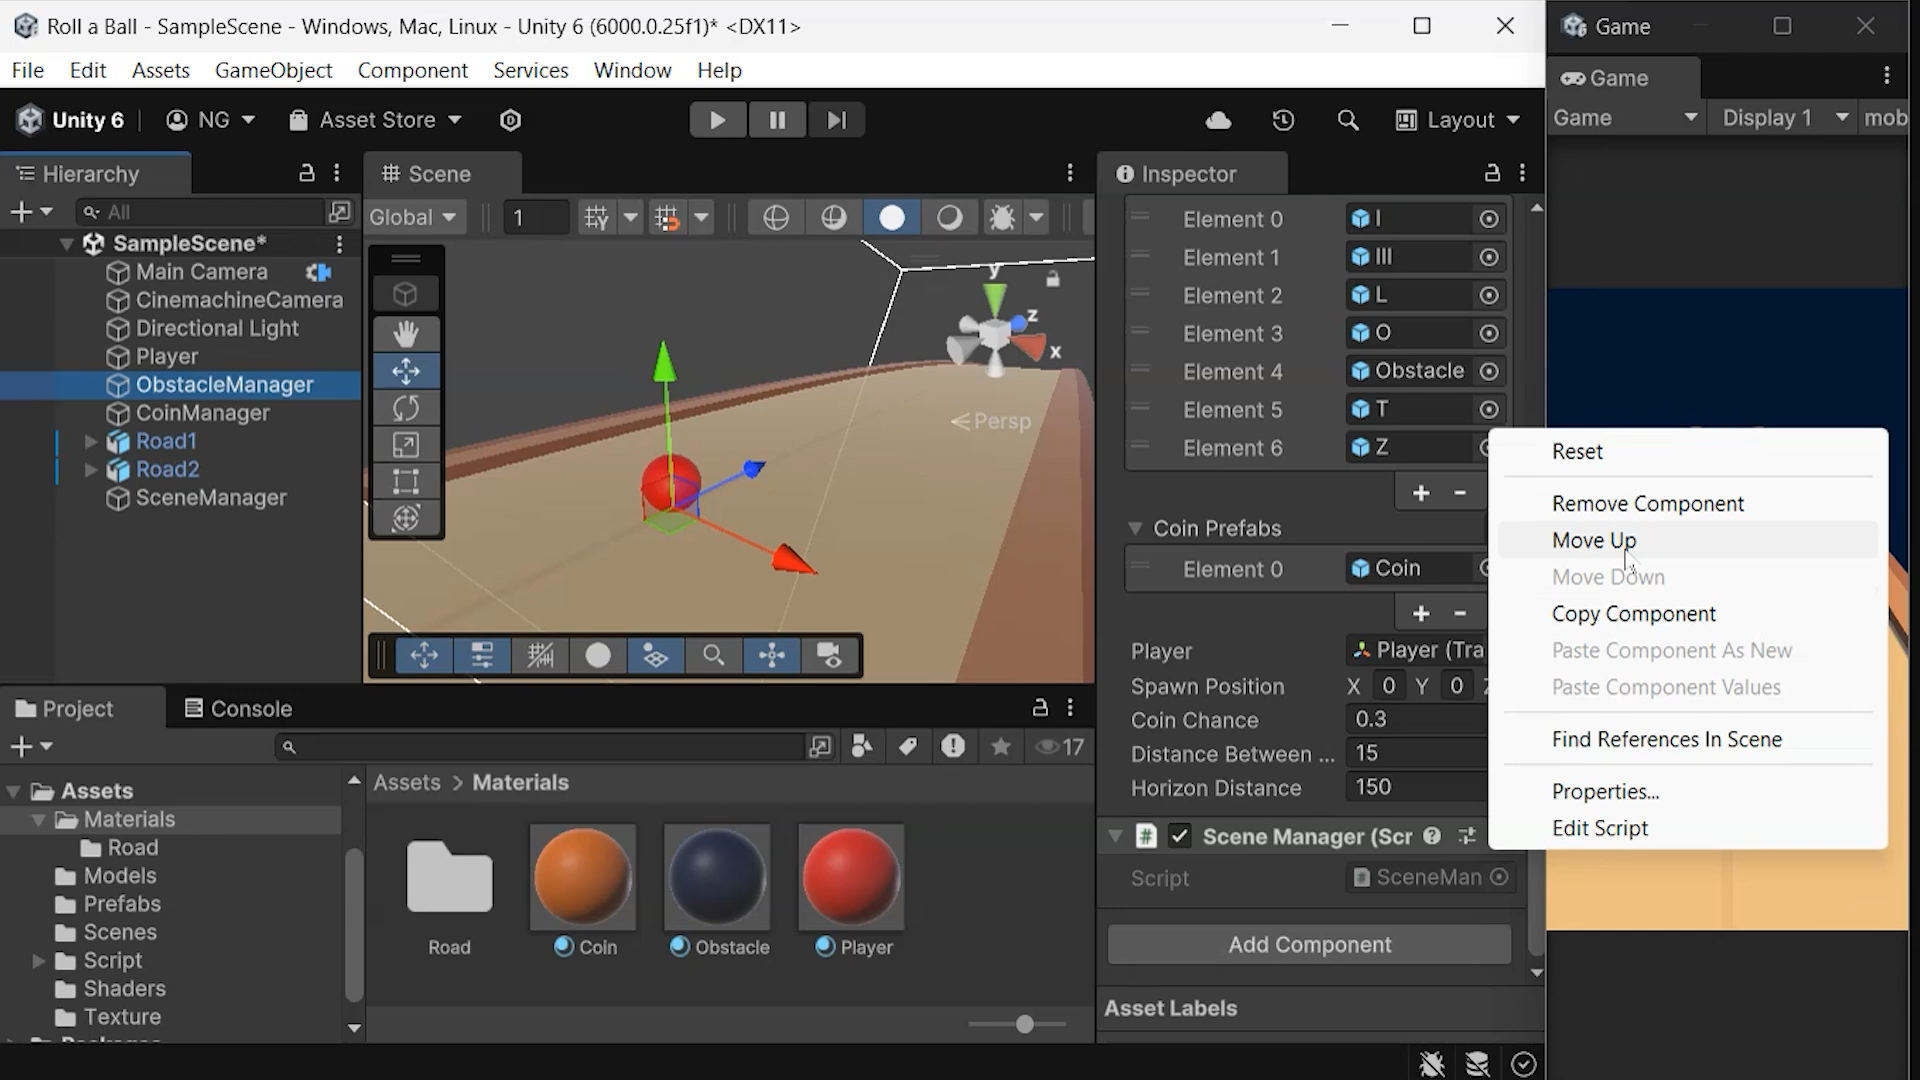 Roll a Ball - SampleScene - Windows, Mac, Linux - Unity 6 (6000.0.25f1)* <DX11>
File Edit Assets GameObject Component Services Window Help
Unity 6 NG Asset Store Layout
Hierarchy
All
SampleScene*
Main Camera
CinemachineCamera
Directional Light
Player
ObstacleManager
CoinManager
Road1
Road2
SceneManager
Scene
Global 1
y
z
x
Persp
Inspector
Element 0 I
Element 1 III
Element 2 L
Element 3 O
Element 4 Obstacle
Element 5 T
Element 6 Z
+ -
Coin Prefabs
Element 0 Coin
+ -
Player Player (Tra
Spawn Position X 0 Y 0
Coin Chance 0.3
Distance Between ... 15
Horizon Distance 150
# Scene Manager (Scr
Script SceneMan
Add Component
Asset Labels
Reset
Remove Component
Move Up
Move Down
Copy Component
Paste Component As New
Paste Component Values
Find References In Scene
Properties...
Edit Script
Game
Game
Game Display 1 mob
Project Console
17
Assets
Materials
Road
Models
Prefabs
Scenes
Script
Shaders
Texture
Assets > Materials
Road Coin Obstacle Player